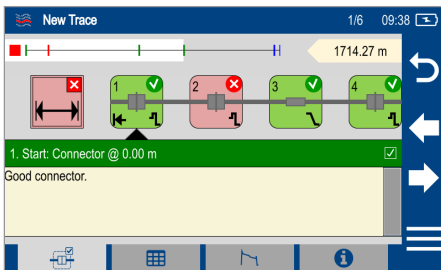 New Trace 1/6 09:38
1714.27 m
1 2 3 4
1. Start: Connector @ 0.00 m
Good connector.